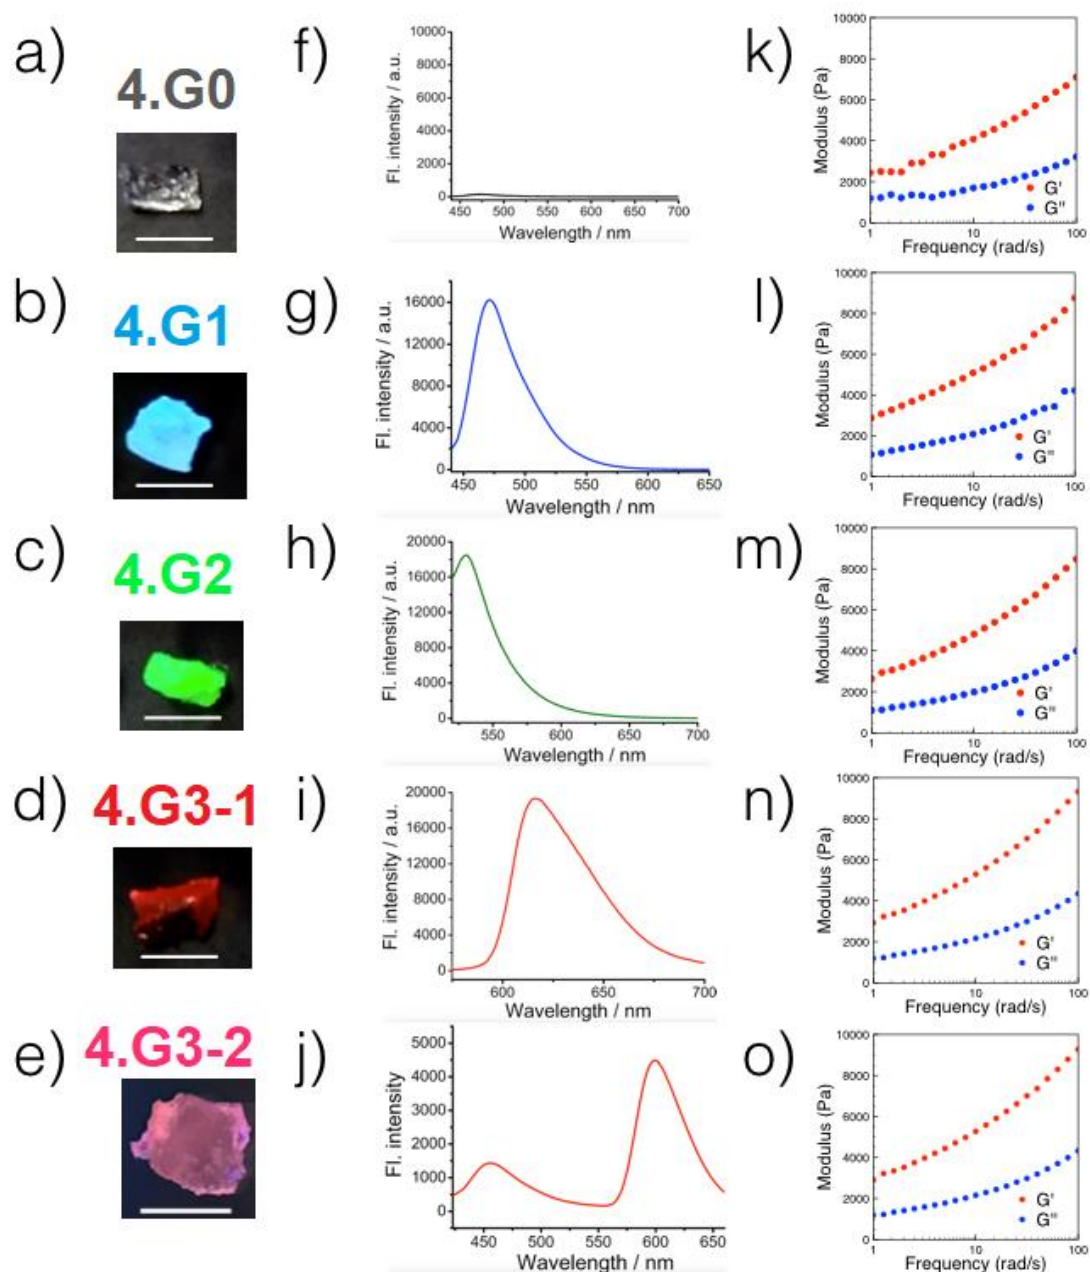 a)
4.G0
f)
Fl. intensity / a.u.
10000
8000
6000
4000
2000
0
450 500 550 600 650 700
Wavelength / nm
k)
Modulus (Pa)
10000
8000
6000
4000
2000
0
G'
G"
1 10 100
Frequency (rad/s)
b)
4.G1
g)
Fl. intensity / a.u.
16000
12000
8000
4000
0
450 500 550 600 650
Wavelength / nm
l)
Modulus (Pa)
10000
8000
6000
4000
2000
0
G'
G"
1 10 100
Frequency (rad/s)
c)
4.G2
h)
Fl. intensity / a.u.
20000
16000
12000
8000
4000
0
550 600 650 700
Wavelength / nm
m)
Modulus (Pa)
10000
8000
6000
4000
2000
0
G'
G"
1 10 100
Frequency (rad/s)
d)
4.G3-1
i)
Fl. intensity / a.u.
20000
16000
12000
8000
4000
0
600 650 700
Wavelength / nm
n)
Modulus (Pa)
10000
8000
6000
4000
2000
0
G'
G"
1 10 100
Frequency (rad/s)
e)
4.G3-2
j)
Fl. intensity
5000
4000
3000
2000
1000
0
450 500 550 600 650
Wavelength / nm
o)
Modulus (Pa)
10000
8000
6000
4000
2000
0
G'
G"
1 10 100
Frequency (rad/s)